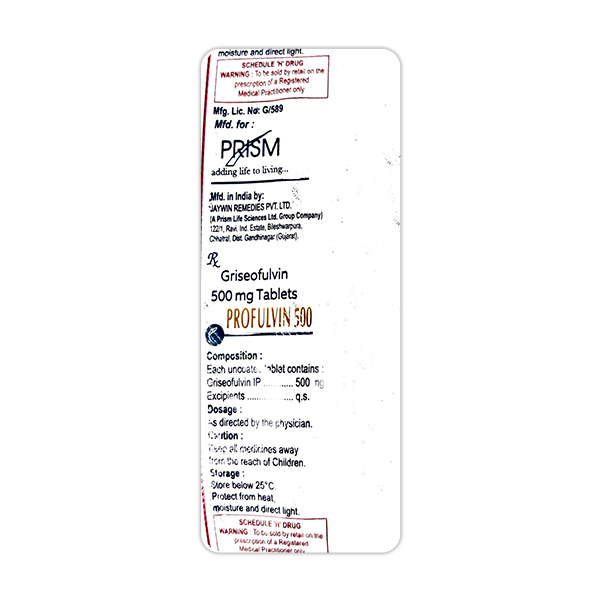 moisture and direct light.
SCHEDULE 'H' DRUG
WARNING : To be sold by retail on the
prescription of a Registered
Medical Practitioner only
Mfg. Lic. No: G/589
Mfd. for :
PRISM
adding life to living...
Mfd. in India by:
JAYWIN REMEDIES PVT. LTD.
(A Prism Life Sciences Ltd. Group Company)
122/1, Ravi. Ind. Estate, Bileshwarpura,
Chhatral, Dist. Gandhinagar (Gujarat).
Rx
Griseofulvin
500 mg Tablets
PROFULVIN 500
Composition :
Each uncoated tablet contains :
Griseofulvin IP ............ 500 mg
Excipients ................ q.s.
Dosage :
As directed by the physician.
Caution :
Keep all medicines away
from the reach of Children.
Storage :
Store below 25°C.
Protect from heat,
moisture and direct light.
SCHEDULE 'H' DRUG
WARNING : To be sold by retail on the
prescription of a Registered
Medical Practitioner only